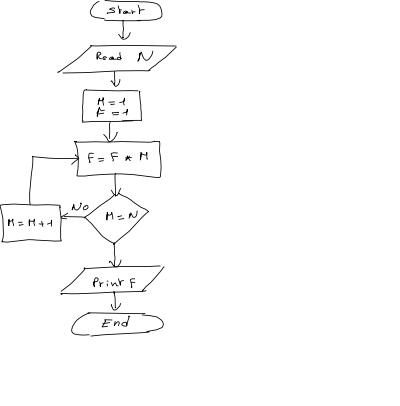 Start
Read N
M=1
F=1
F=F * M
No
M=N
M=M+1
Print F
End